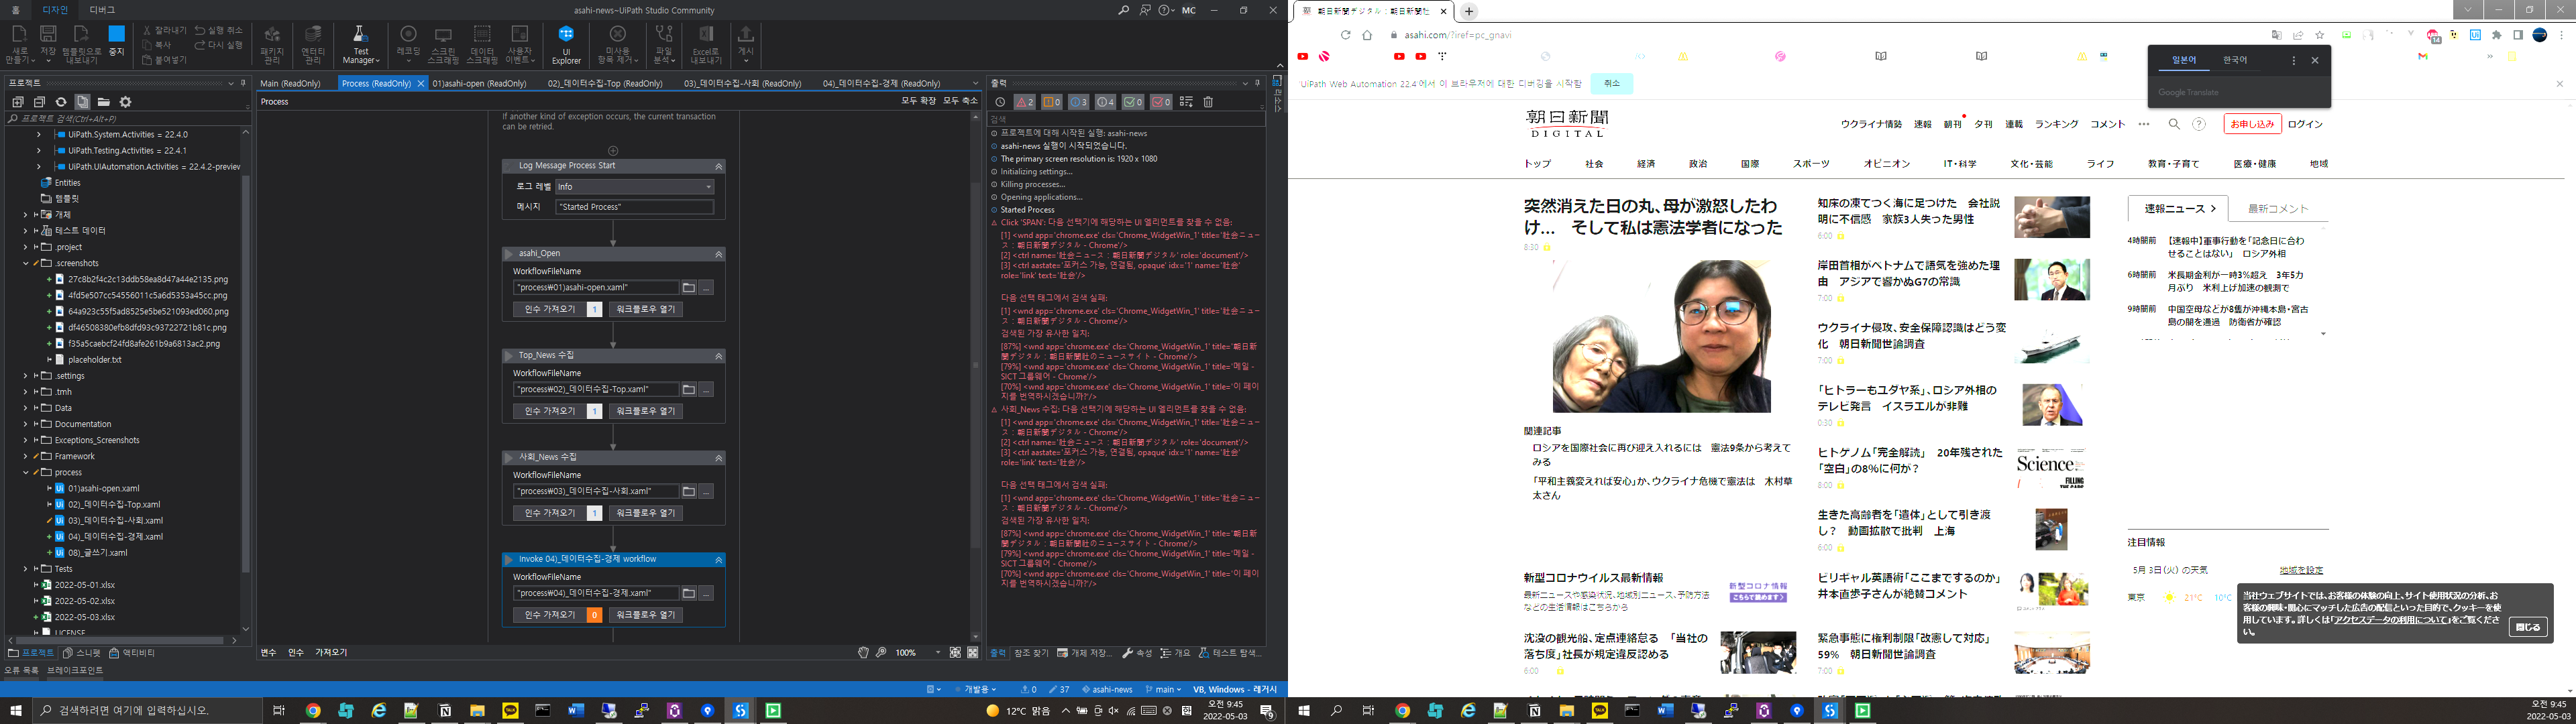 홈 디자인 디버그
asahi-news~UiPath Studio Community
MC
새로 만들기
저장
템플릿으로 내보내기
중지
잘라내기
복사
붙여넣기
실행 취소
다시 실행
패키지 관리
엔터티 관리
Test Manager
레코딩
스크린 스크래핑
데이터 스크래핑
사용자 이벤트
UI Explorer
미사용 항목 제거
파일 분석
Excel로 내보내기
게시
프로젝트
프로젝트 검색(Ctrl+Alt+P)
UiPath.System.Activities = 22.4.0
UiPath.Testing.Activities = 22.4.1
UiPath.UIAutomation.Activities = 22.4.2-preview
Entities
템플릿
개체
테스트 데이터
.project
.screenshots
27c8b2f4c2c13ddb58ea8d47a44e2135.png
4fd5e507cc54556011c5a6d5353a45cc.png
64a923c55f5ad8525e5be521093ed060.png
df46508380efb8dfd93c93722721b81c.png
f35a5caebcf24fd8afe261b9a6813ac2.png
placeholder.txt
.settings
.tmh
Data
Documentation
Exceptions_Screenshots
Framework
process
01)asahi-open.xaml
02)_데이터수집-Top.xaml
03)_데이터수집-사회.xaml
04)_데이터수집-경제.xaml
08)_글쓰기.xaml
Tests
2022-05-01.xlsx
2022-05-02.xlsx
2022-05-03.xlsx
LICENSE
프로젝트 스니펫 액티비티
오류 목록 브레이크포인트
Main (ReadOnly) Process (ReadOnly) 01)asahi-open (ReadOnly) 02)_데이터수집-Top (ReadOnly) 03)_데이터수집-사회 (ReadOnly) 04)_데이터수집-경제 (ReadOnly)
Process
모두 확장 모두 축소
If another kind of exception occurs, the current transaction
can be retried.
Log Message Process Start
로그 레벨 Info
메시지 "Started Process"
asahi_Open
WorkflowFileName
"process₩01)asahi-open.xaml"
인수 가져오기 1 워크플로우 열기
Top_News 수집
WorkflowFileName
"process₩02)_데이터수집-Top.xaml"
인수 가져오기 1 워크플로우 열기
사회_News 수집
WorkflowFileName
"process₩03)_데이터수집-사회.xaml"
인수 가져오기 1 워크플로우 열기
Invoke 04)_데이터수집-경제 workflow
WorkflowFileName
"process₩04)_데이터수집-경제.xaml"
인수 가져오기 0 워크플로우 열기
변수 인수 가져오기
100%
출력
2 0 3 4 0 0
검색
프로젝트에 대해 시작된 실행: asahi-news
asahi-news 실행이 시작되었습니다.
The primary screen resolution is: 1920 x 1080
Initializing settings...
Killing processes...
Opening applications...
Started Process
Click 'SPAN': 다음 선택기에 해당하는 UI 엘리먼트를 찾을 수 없음:
[1] <wnd app='chrome.exe' cls='Chrome_WidgetWin_1' title='社会ニュー
ス：朝日新聞デジタル - Chrome'/>
[2] <ctrl name='社会ニュース：朝日新聞デジタル' role='document'/>
[3] <ctrl aastate='포커스 가능, 연결됨, opaque' idx='1' name='社会'
role='link' text='社会'/>
다음 선택 태그에서 검색 실패:
[1] <wnd app='chrome.exe' cls='Chrome_WidgetWin_1' title='社会ニュー
ス：朝日新聞デジタル - Chrome'/>
검색된 가장 유사한 일치:
[87%] <wnd app='chrome.exe' cls='Chrome_WidgetWin_1' title='朝日新
聞デジタル：朝日新聞社のニュースサイト - Chrome'/>
[79%] <wnd app='chrome.exe' cls='Chrome_WidgetWin_1' title='메일 -
SICT 그룹웨어 - Chrome'/>
[70%] <wnd app='chrome.exe' cls='Chrome_WidgetWin_1' title='이 페이
지를 번역하시겠습니까?'/>
사회_News 수집: 다음 선택기에 해당하는 UI 엘리먼트를 찾을 수 없음:
[1] <wnd app='chrome.exe' cls='Chrome_WidgetWin_1' title='社会ニュー
ス：朝日新聞デジタル - Chrome'/>
[2] <ctrl name='社会ニュース：朝日新聞デジタル' role='document'/>
[3] <ctrl aastate='포커스 가능, 연결됨, opaque' idx='1' name='社会'
role='link' text='社会'/>
다음 선택 태그에서 검색 실패:
[1] <wnd app='chrome.exe' cls='Chrome_WidgetWin_1' title='社会ニュー
ス：朝日新聞デジタル - Chrome'/>
검색된 가장 유사한 일치:
[87%] <wnd app='chrome.exe' cls='Chrome_WidgetWin_1' title='朝日新
聞デジタル：朝日新聞社のニュースサイト - Chrome'/>
[79%] <wnd app='chrome.exe' cls='Chrome_WidgetWin_1' title='메일 -
SICT 그룹웨어 - Chrome'/>
[70%] <wnd app='chrome.exe' cls='Chrome_WidgetWin_1' title='이 페이
지를 번역하시겠습니까?'/>
출력 참조 찾기 개체 저장... 속성 개요 테스트 탐색...
개발용 0 37 asahi-news main VB, Windows - 레거시
검색하려면 여기에 입력하십시오.
12°C 맑음
오전 9:45
2022-05-03
朝日新聞デジタル：朝日新聞社
asahi.com/?iref=pc_gnavi
'UiPath Web Automation 22.4'에서 이 브라우저에 대한 디버깅을 시작함 취소
일본어 한국어
Google Translate
朝日新聞
DIGITAL
ウクライナ情勢 速報 朝刊 夕刊 連載 ランキング コメント
お申し込み ログイン
トップ 社会 経済 政治 国際 スポーツ オピニオン IT・科学 文化・芸能 ライフ 教育・子育て 医療・健康 地域
突然消えた日の丸、母が激怒したわ
け… そして私は憲法学者になった
8:30
関連記事
ロシアを国際社会に再び迎え入れるには 憲法9条から考えて
みる
「平和主義変えれば安心」か、ウクライナ危機で憲法は 木村草
太さん
新型コロナウイルス最新情報
最新ニュースや感染状況、地域別ニュース、予防方法
などの生活情報はこちらから
新型コロナ情報
こちらで読めます
沈没の観光船、定点連絡怠る 「当社の
落ち度」社長が規定違反認める
6:00
知床の凍てつく海に足つけた 会社説
明に不信感 家族3人失った男性
6:00
岸田首相がベトナムで語気を強めた理
由 アジアで響かぬG7の常識
7:00
ウクライナ侵攻、安全保障認識はどう変
化 朝日新聞世論調査
7:00
「ヒトラーもユダヤ系」、ロシア外相の
テレビ発言 イスラエルが非難
0:30
ヒトゲノム「完全解読」 20年残された
「空白」の8%に何が？
8:00
Science.
FILLING
THE GAPS
生きた高齢者を「遺体」として引き渡
し？ 動画拡散で批判 上海
6:00
ビリギャル英語術「ここまでするのか」
井本直歩子さんが絶賛コメント
緊急事態に権利制限「改憲して対応」
59% 朝日新聞世論調査
7:00
速報ニュース 最新コメント
4時間前 【速報中】軍事行動を「記念日に合わ
せることはない」 ロシア外相
6時間前 米長期金利が一時3%超え 3年5カ
月ぶり 米利上げ加速の観測で
9時間前 中国空母などが8隻が沖縄本島・宮古
島の間を通過 防衛省が確認
注目情報
5月 3日(火) の天気 地域を設定
東京 21°C 10°C
当社ウェブサイトでは、お客様の体験の向上、サイト使用状況の分析、お
客様の興味・関心にマッチした広告の配信といった目的で、クッキーを使
用しています。詳しくは「アクセスデータの利用について」をご覧くださ
い。
閉じる
오전 9:45
2022-05-03